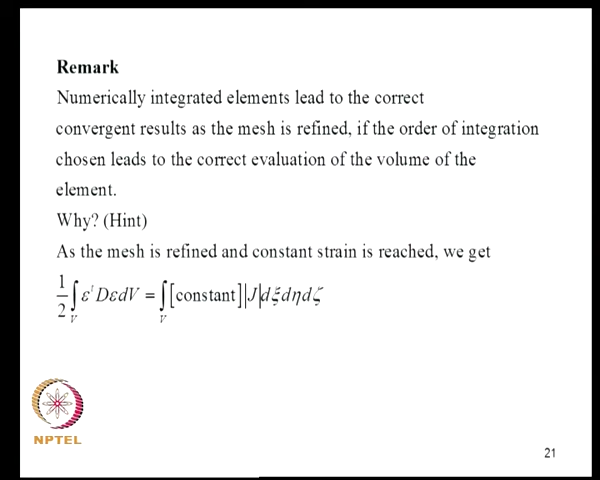 Remark
Numerically integrated elements lead to the correct
convergent results as the mesh is refined, if the order of integration
chosen leads to the correct evaluation of the volume of the
element.
Why? (Hint)
As the mesh is refined and constant strain is reached, we get
1/2 ∫_V ε^t DεdV = ∫_V [constant]|J|dξdηdζ
NPTEL
21